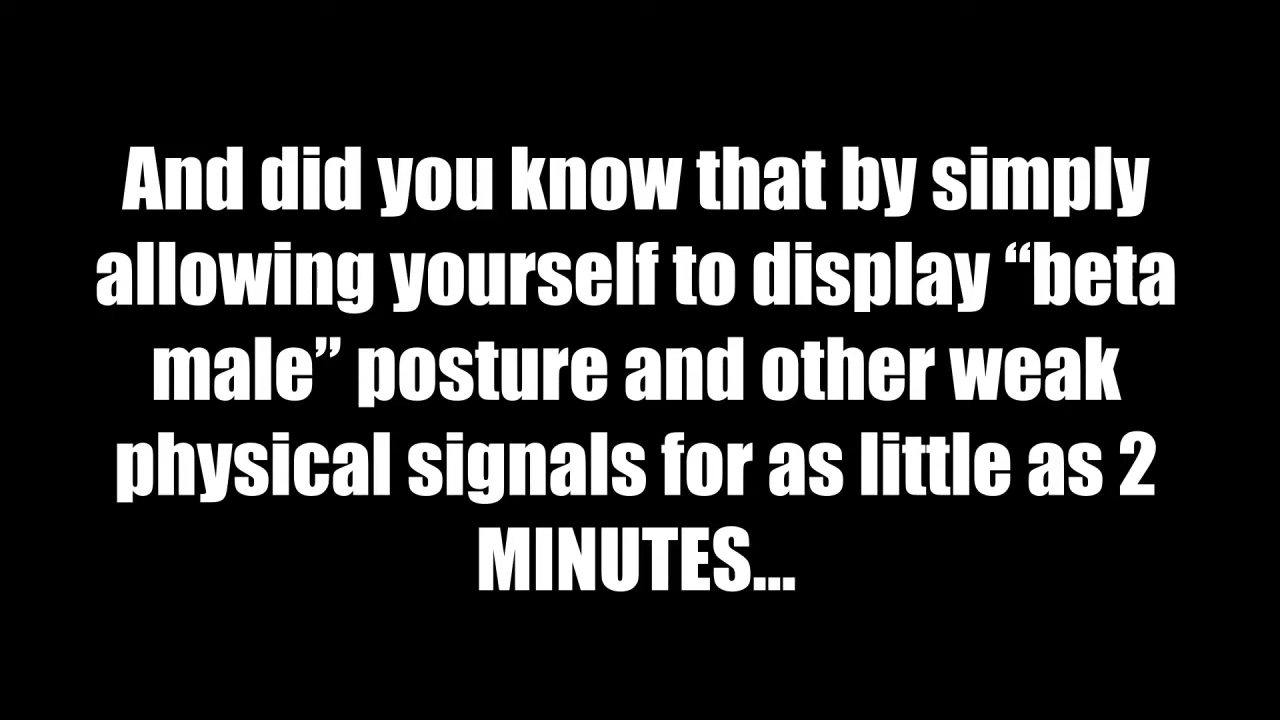 And did you know that by simply
allowing yourself to display “beta
male” posture and other weak
physical signals for as little as 2
MINUTES...